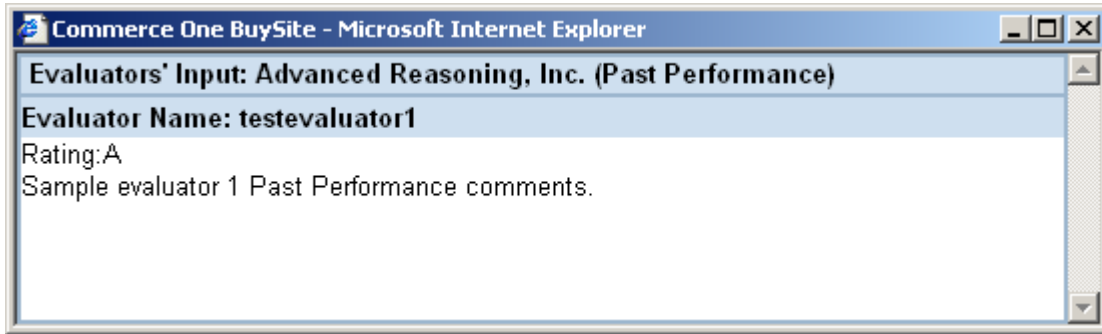 Commerce One BuySite - Microsoft Internet Explorer
Evaluators' Input: Advanced Reasoning, Inc. (Past Performance)
Evaluator Name: testevaluator1
Rating:A
Sample evaluator 1 Past Performance comments.